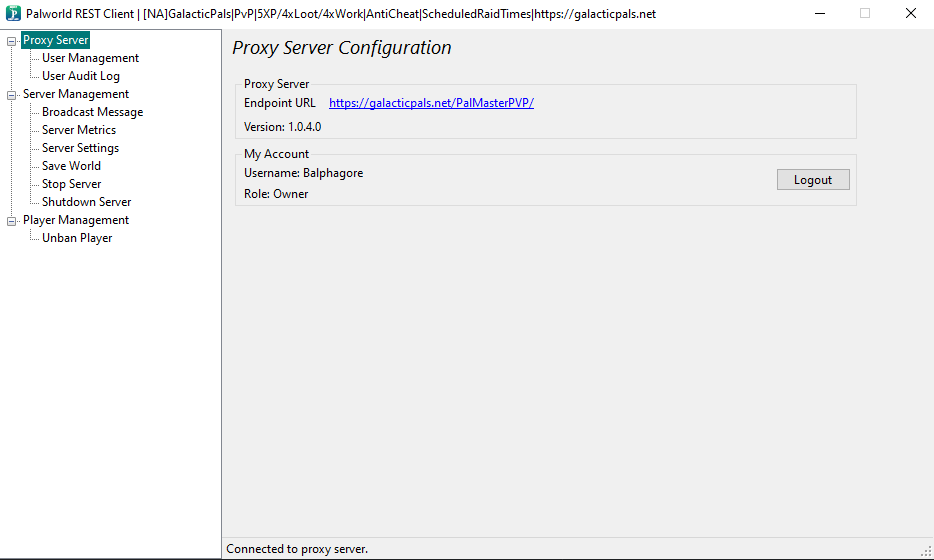 Palworld REST Client | [NA]GalacticPals|PvP|5XP/4xLoot/4xWork|AntiCheat|ScheduledRaidTimes|https://galacticpals.net
Proxy Server
User Management
User Audit Log
Server Management
Broadcast Message
Server Metrics
Server Settings
Save World
Stop Server
Shutdown Server
Player Management
Unban Player
Proxy Server Configuration
Proxy Server
Endpoint URL https://galacticpals.net/PalMasterPVP/
Version: 1.0.4.0
My Account
Username: Balphagore
Role: Owner
Logout
Connected to proxy server.